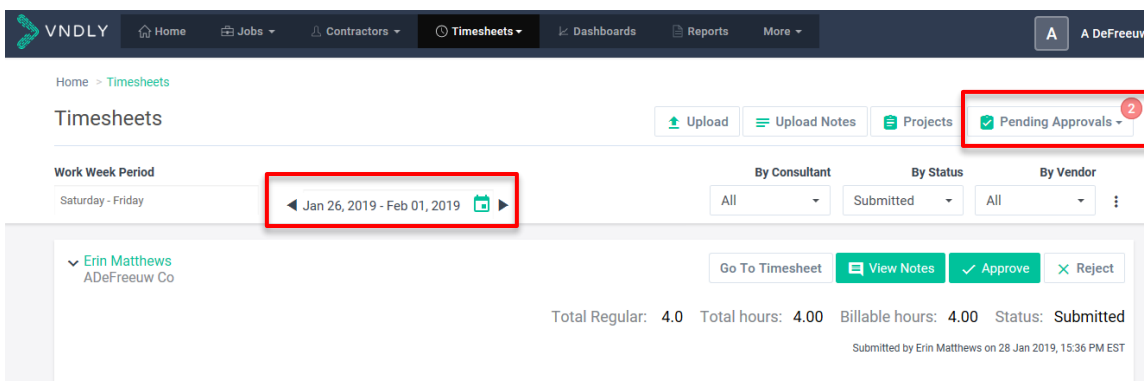 VNDLY Home Jobs Contractors Timesheets Dashboards Reports More A A DeFreeuw
Home > Timesheets
Timesheets
Upload Upload Notes Projects Pending Approvals 2
Work Week Period By Consultant By Status By Vendor
Saturday - Friday Jan 26, 2019 - Feb 01, 2019 All Submitted All
Erin Matthews
ADeFreeuw Co
Go To Timesheet View Notes Approve Reject
Total Regular: 4.0 Total hours: 4.00 Billable hours: 4.00 Status: Submitted
Submitted by Erin Matthews on 28 Jan 2019, 15:36 PM EST